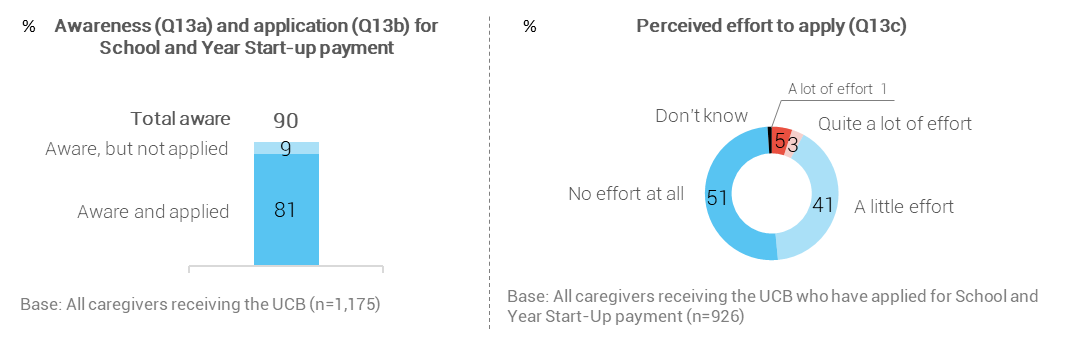 % Awareness (Q13a) and application (Q13b) for
School and Year Start-up payment
Total aware 90
Aware, but not applied 9
Aware and applied 81
Base: All caregivers receiving the UCB (n=1,175)
% Perceived effort to apply (Q13c)
A lot of effort 1
Don't know
5
3
Quite a lot of effort
No effort at all 51
41 A little effort
Base: All caregivers receiving the UCB who have applied for School and
Year Start-Up payment (n=926)